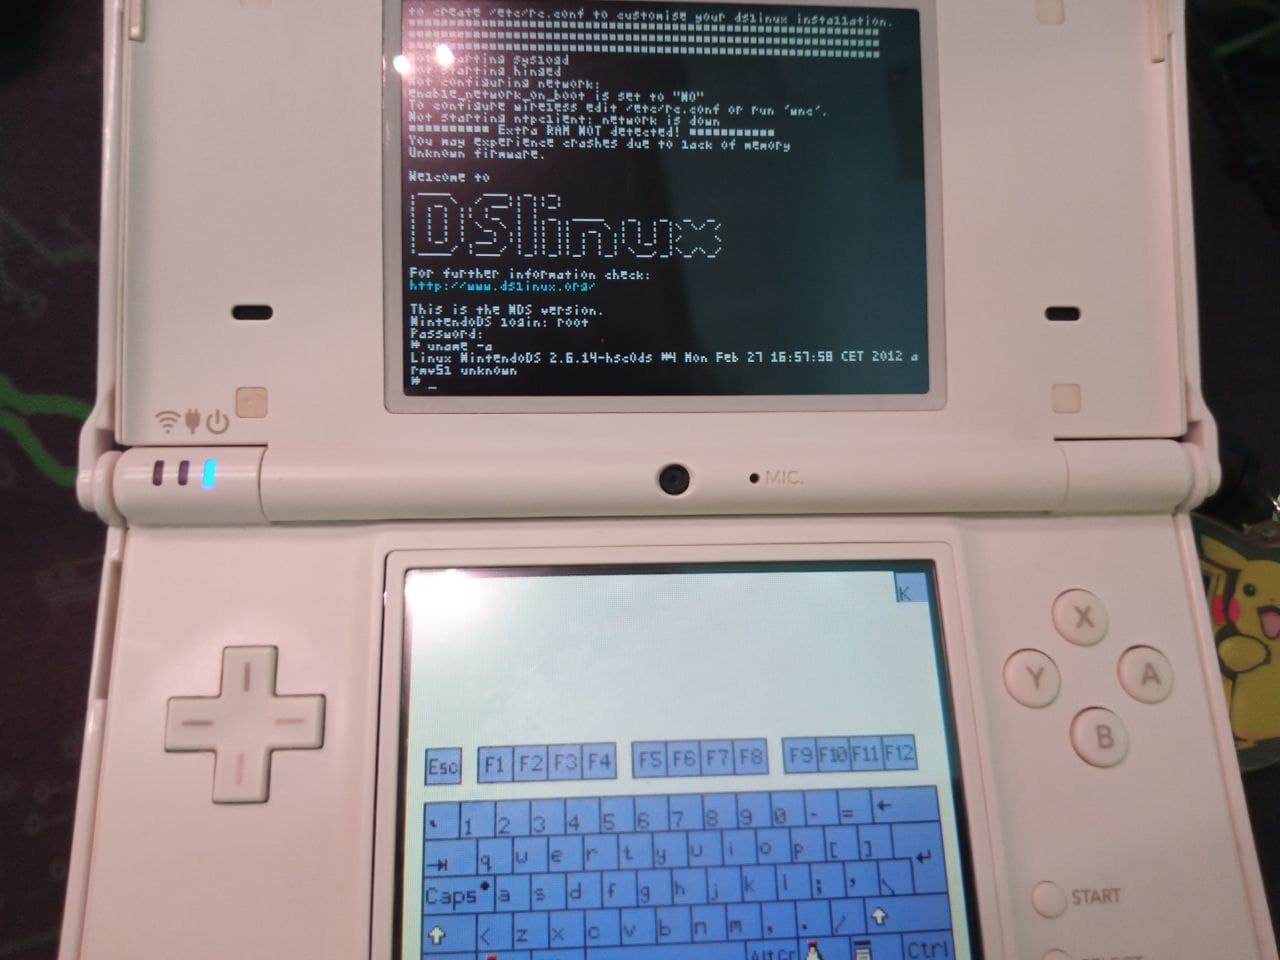 to create /etc/rc.conf to customise your dslinux installation.
Not starting syslogd
Not starting hinged
Not configuring network:
enable_network_on_boot is set to "NO"
To configure wireless edit /etc/rc.conf or run 'wnc'.
Not starting ntpclient: network is down
Extra RAM NOT detected!
You may experience crashes due to lack of memory
Unknown firmware.
Welcome to
DSlinux
For further information check:
http://www.dslinux.org/
This is the NDS version.
NintendoDS login: root
Password:
# uname -a
Linux NintendoDS 2.6.14-hsc0ds #4 Mon Feb 27 16:57:58 CET 2012 a
rmv5l unknown
# _
MIC.
K
X
Y A
B
Esc F1 F2 F3 F4 F5 F6 F7 F8 F9 F10 F11 F12
` 1 2 3 4 5 6 7 8 9 0 - = ←
q w e r t y u i o p [ ]
Caps a s d f g h j k l ; ' \
< z x c v b n m , . /
AltGr Ctrl
START
SELECT